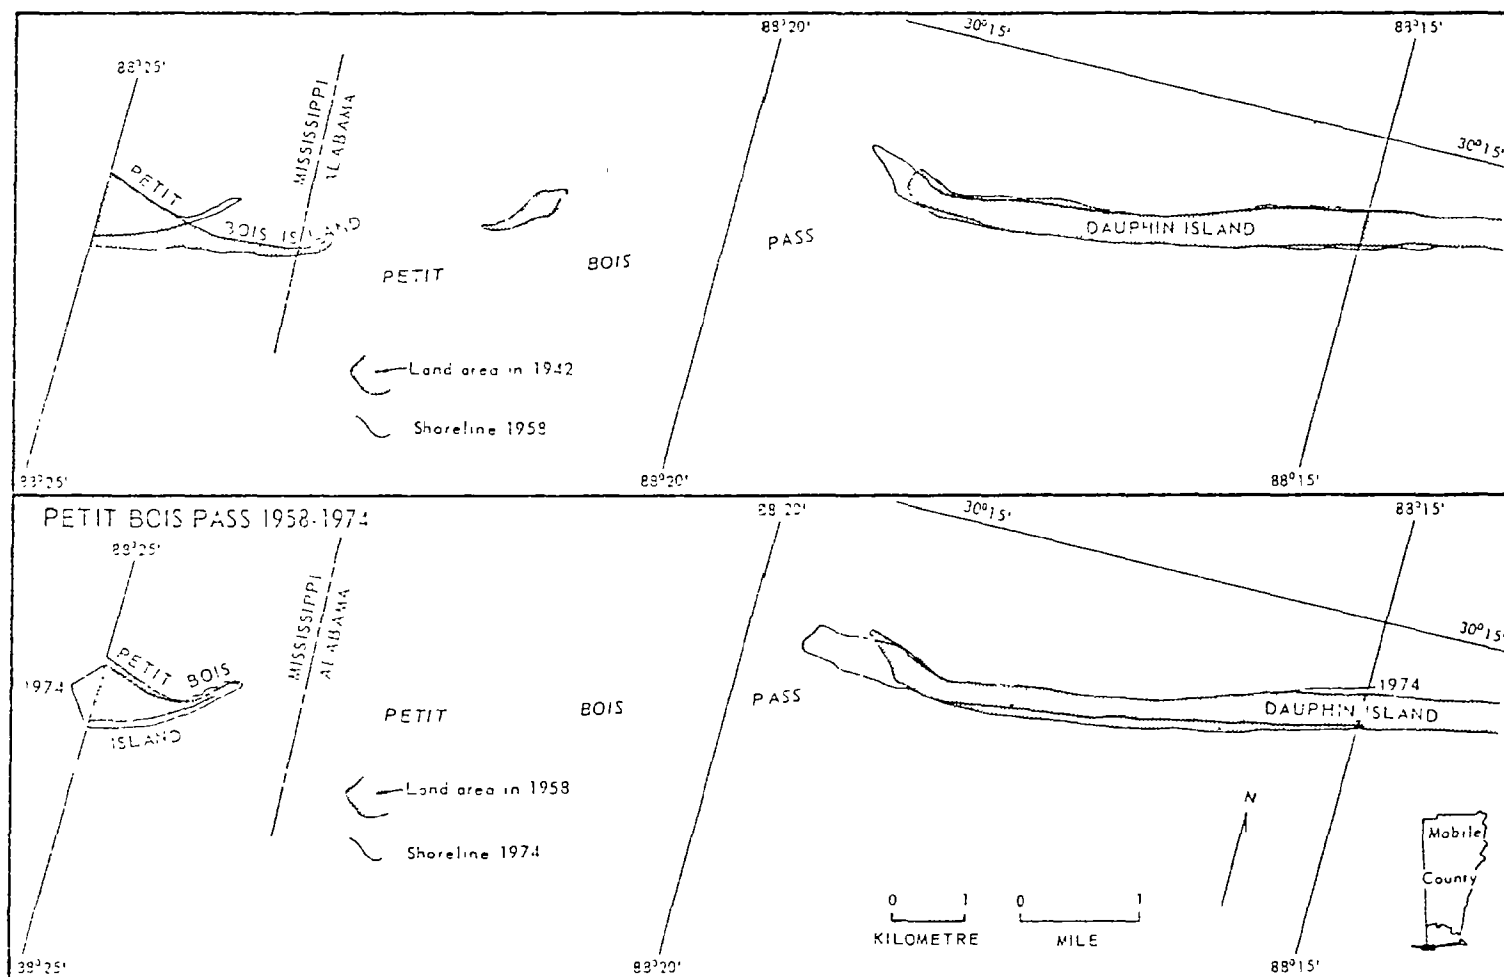 88°20'
30°15'
88°15'
88°25'
MISSISSIPPI
ALABAMA
30°15'
PETIT
BOIS ISLAND
DAUPHIN ISLAND
PETIT BOIS PASS
Land area in 1942
Shoreline 1958
88°25'
88°20'
88°15'
PETIT BOIS PASS 1958-1974
88°20'
30°15'
88°15'
88°25'
MISSISSIPPI
ALABAMA
30°15'
PETIT BOIS
ISLAND
1974
1974
DAUPHIN ISLAND
PETIT BOIS PASS
Land area in 1958
Shoreline 1974
N
Mobile
County
0 1
KILOMETRE
0 1
MILE
88°25'
88°20'
88°15'